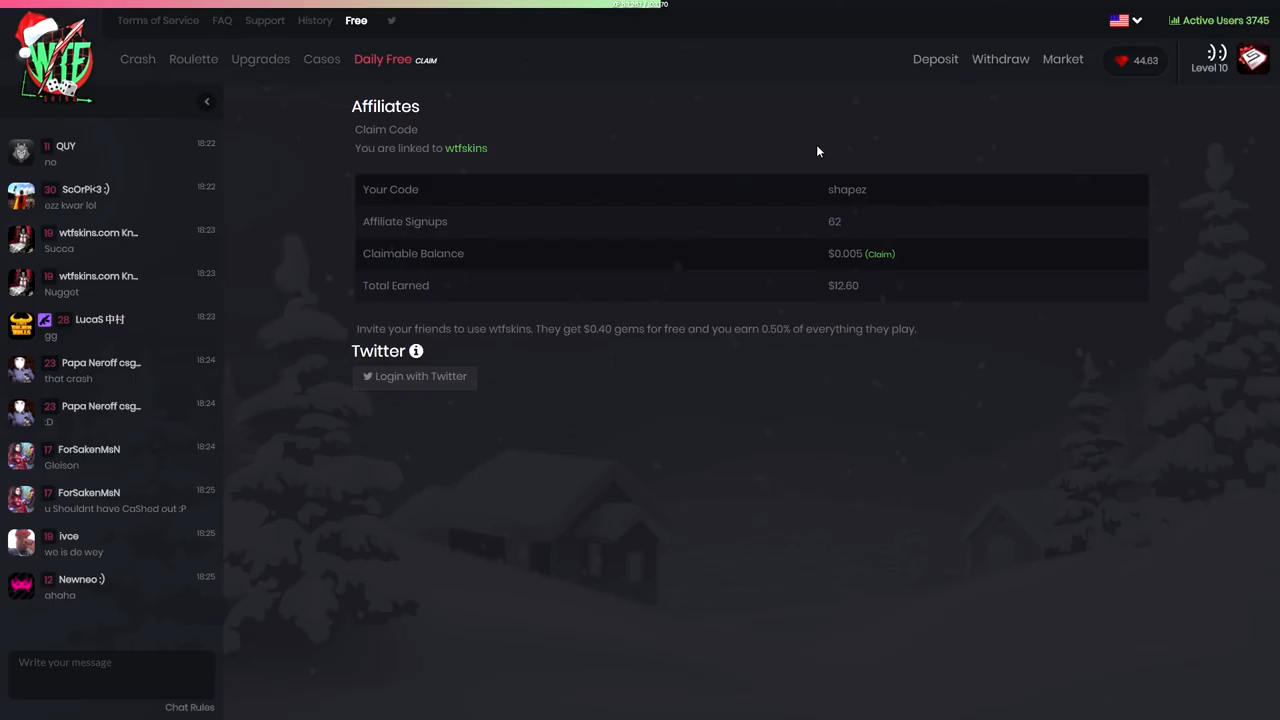 Terms of Service FAQ Support History Free
Active Users 3745
WTF
SKINS
Crash Roulette Upgrades Cases Daily Free CLAIM
Deposit Withdraw Market 44.63
:))
Level 10
11 QUY 18:22
no
30 ScOrPi<3 ;) 18:22
ezz kwar lol
19 wtfskins.com Kn... 18:23
Succa
19 wtfskins.com Kn... 18:23
Nugget
28 LucaS 中村 18:23
gg
23 Papa Neroff csg... 18:24
that crash
23 Papa Neroff csg... 18:24
:D
17 ForSakenMsN 18:24
Gleison
17 ForSakenMsN 18:25
u Shouldnt have CaShed out :P
19 ivce 18:25
we is do wey
12 Newneo :) 18:25
ahaha
Write your message
Chat Rules
Affiliates
Claim Code
You are linked to wtfskins
Your Code shapez
Affiliate Signups 62
Claimable Balance $0.005 (Claim)
Total Earned $12.60
Invite your friends to use wtfskins. They get $0.40 gems for free and you earn 0.50% of everything they play.
Twitter
Login with Twitter